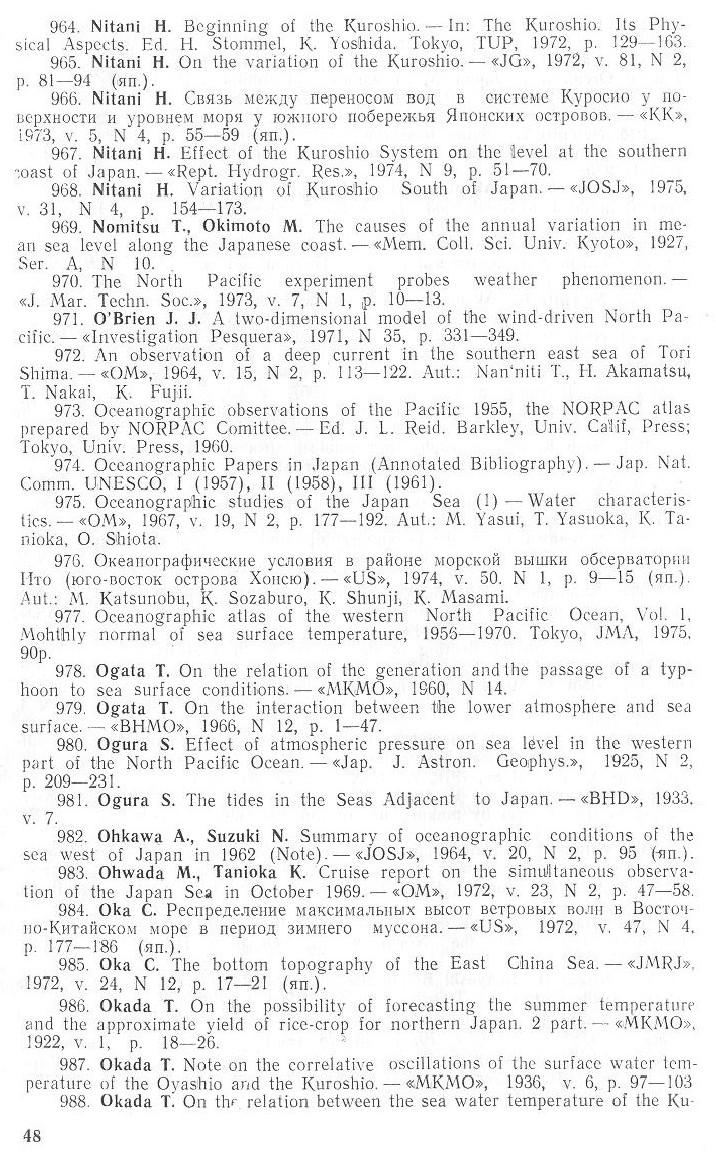 964. Nitani H. Beginning of the Kuroshio. — In: The Kuroshio. Its Phy-
sical Aspects. Ed. H. Stommel, K. Yoshida. Tokyo, TUP, 1972, p. 129—163.
965. Nitani H. On the variation of the Kuroshio. — «JG», 1972, v. 81, N 2,
p. 81—94 (яп.).
966. Nitani H. Связь между переносом вод в системе Куросио у по-
верхности и уровнем моря у южного побережья Японских островов. — «КК»,
1973, v. 5, N 4, p. 55—59 (яп.).
967. Nitani H. Effect of the Kuroshio System on the level at the southern
coast of Japan. — «Rept. Hydrogr. Res.», 1974, N 9, p. 51—70.
968. Nitani H. Variation of Kuroshio South of Japan. — «JOSJ», 1975,
v. 31, N 4, p. 154—173.
969. Nomitsu T., Okimoto M. The causes of the annual variation in me-
an sea level along the Japanese coast. — «Mem. Coll. Sci. Univ. Kyoto», 1927,
Ser. A, N 10.
970. The North Pacific experiment probes weather phenomenon. —
«J. Mar. Techn. Soc.», 1973, v. 7, N 1, p. 10—13.
971. O'Brien J. J. A two-dimensional model of the wind-driven North Pa-
cific. — «Investigation Pesquera», 1971, N 35, p. 331—349.
972. An observation of a deep current in the southern east sea of Tori
Shima. — «OM», 1964, v. 15, N 2, p. 113—122. Aut.: Nan'niti T., H. Akamatsu,
T. Nakai, K. Fujii.
973. Oceanographic observations of the Pacific 1955, the NORPAC atlas
prepared by NORPAC Comittee. — Ed. J. L. Reid. Barkley, Univ. Calif, Press;
Tokyo, Univ. Press, 1960.
974. Oceanographic Papers in Japan (Annotated Bibliography). — Jap. Nat.
Comm. UNESCO, I (1957), II (1958), III (1961).
975. Oceanographic studies of the Japan Sea (1) — Water characteris-
tics. — «OM», 1967, v. 19, N 2, p. 177—192. Aut.: M. Yasui, T. Yasuoka, K. Ta-
nioka, O. Shiota.
976. Океанографические условия в районе морской вышки обсерватории
Ито (юго-восток острова Хонсю). — «US», 1974, v. 50. N 1, p. 9—15 (яп.).
Aut.: M. Katsunobu, K. Sozaburo, K. Shunji, K. Masami.
977. Oceanographic atlas of the western North Pacific Ocean, Vol. 1,
Mohthly normal of sea surface temperature, 1956—1970. Tokyo, JMA, 1975.
90p.
978. Ogata T. On the relation of the generation and the passage of a typ-
hoon to sea surface conditions. — «MKMO», 1960, N 14.
979. Ogata T. On the interaction between the lower atmosphere and sea
surface. — «BHMO», 1966, N 12, p. 1—47.
980. Ogura S. Effect of atmospheric pressure on sea level in the western
part of the North Pacific Ocean. — «Jap. J. Astron. Geophys.», 1925, N 2,
p. 209—231.
981. Ogura S. The tides in the Seas Adjacent to Japan. — «BHD», 1933.
v. 7.
982. Ohkawa A., Suzuki N. Summary of oceanographic conditions of the
sea west of Japan in 1962 (Note). — «JOSJ», 1964, v. 20, N 2, p. 95 (яп.).
983. Ohwada M., Tanioka K. Cruise report on the simultaneous observa-
tion of the Japan Sea in October 1969. — «OM», 1972, v. 23, N 2, p. 47—58.
984. Oka C. Респределение максимальных высот ветровых волн в Восточ-
но-Китайском море в период зимнего муссона. — «US», 1972, v. 47, N 4,
p. 177—186 (яп.).
985. Oka C. The bottom topography of the East China Sea. — «JMRJ»,
1972, v. 24, N 12, p. 17—21 (яп.).
986. Okada T. On the possibility of forecasting the summer temperature
and the approximate yield of rice-crop for northern Japan. 2 part. — «MKMO»,
1922, v. 1, p. 18—26.
987. Okada T. Note on the correlative oscillations of the surface water tem-
perature of the Oyashio and the Kuroshio. — «MKMO», 1936, v. 6, p. 97—103
988. Okada T. On the relation between the sea water temperature of the Ku-
48